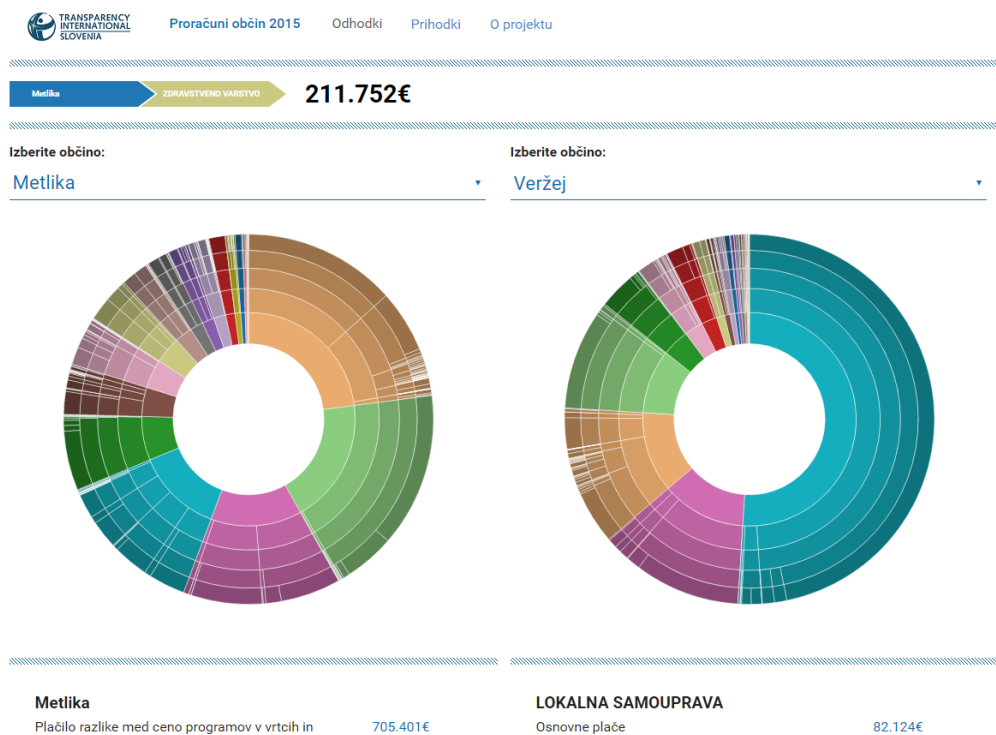 TRANSPARENCY
INTERNATIONAL
SLOVENIA
Proračuni občin 2015 Odhodki Prihodki O projektu
Metlika ZDRAVSTVENO VARSTVO 211.752€
Izberite občino: Izberite občino:
Metlika Veržej
Metlika LOKALNA SAMOUPRAVA
Plačilo razlike med ceno programov v vrtcih in 705.401€ Osnovne plače 82.124€